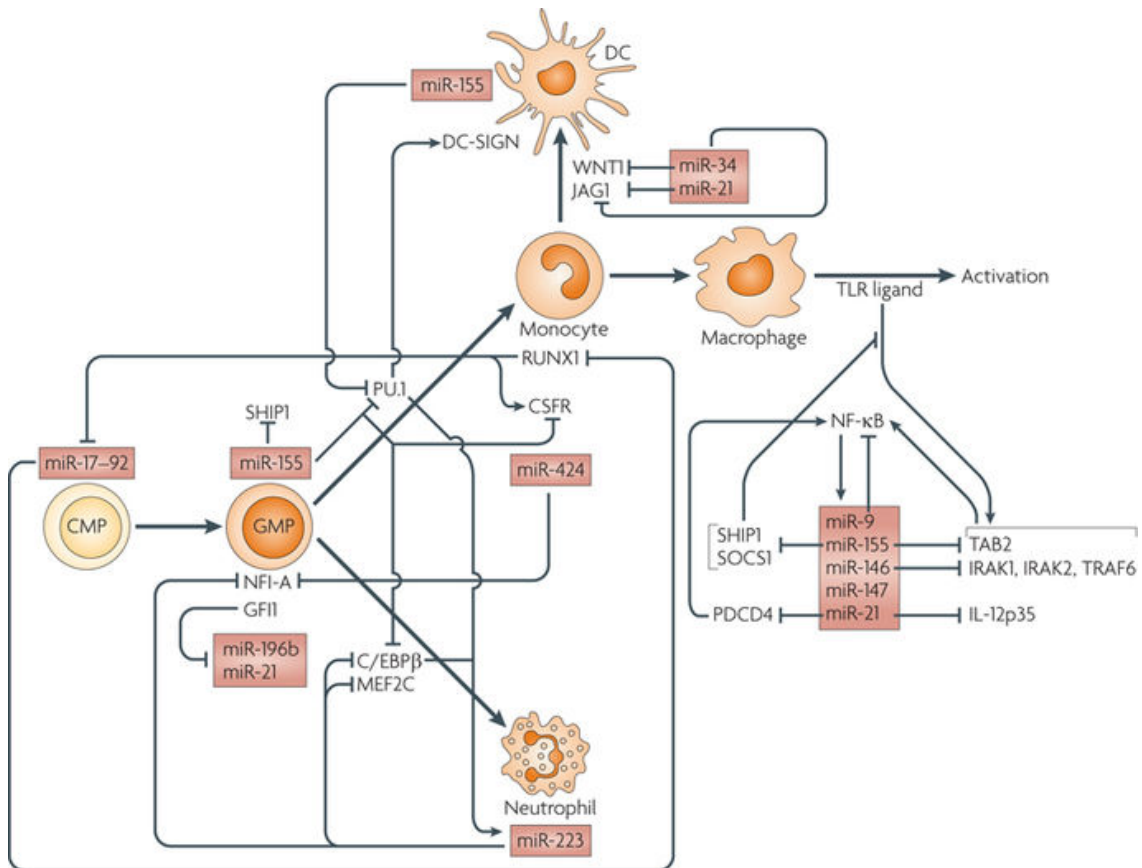 DC
miR-155
DC-SIGN
WNT1
JAG1
miR-34
miR-21
Monocyte
Macrophage
TLR ligand
Activation
RUNX1
PU.1
CSFR
SHIP1
miR-17–92
miR-155
miR-424
CMP
GMP
NFI-A
GFI1
miR-196b
miR-21
C/EBPβ
MEF2C
Neutrophil
miR-223
NF-κB
SHIP1
SOCS1
PDCD4
miR-9
miR-155
miR-146
miR-147
miR-21
TAB2
IRAK1, IRAK2, TRAF6
IL-12p35